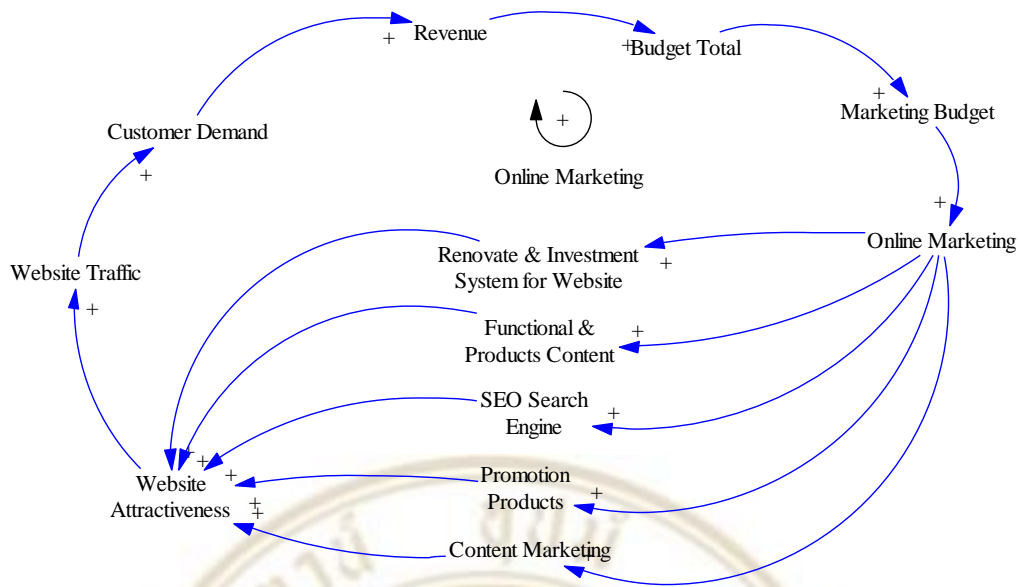 Revenue
+
+
Budget Total
+
Marketing Budget
Customer Demand
+
+
Online Marketing
+
Online Marketing
Renovate & Investment
System for Website
+
Website Traffic
+
Functional &
Products Content
+
SEO Search
Engine
+
+
+
+
Website
Attractiveness
+
+
Promotion
Products
+
Content Marketing
+